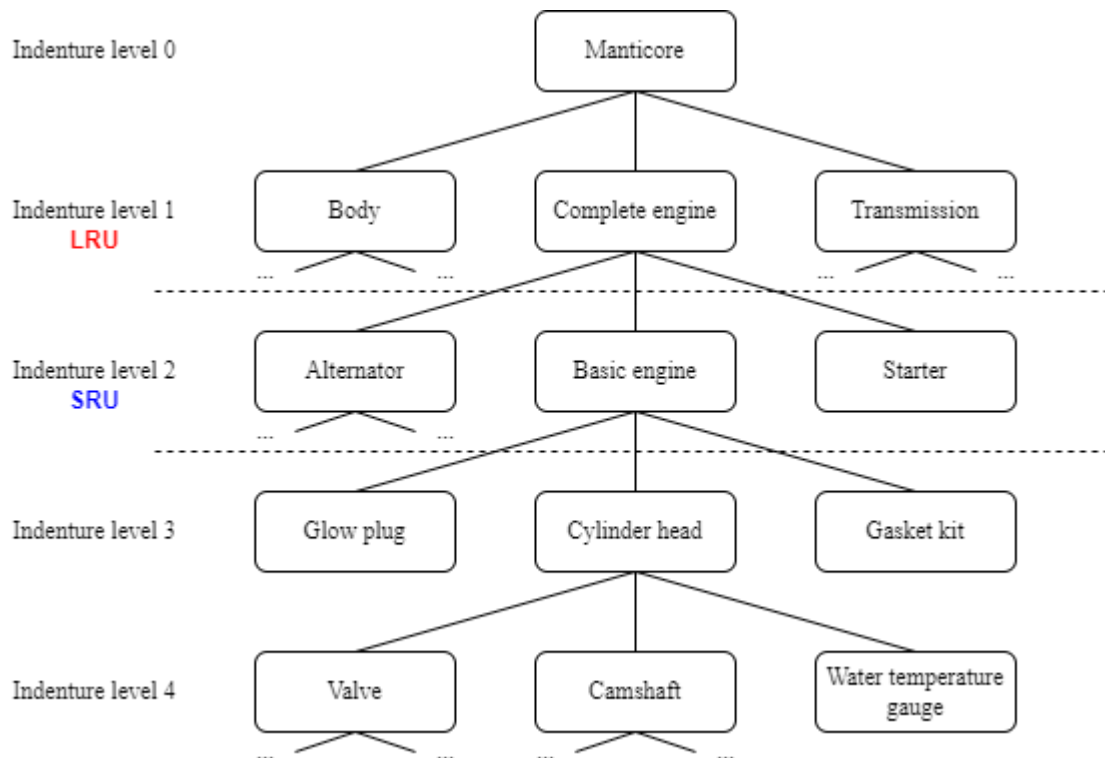 Indenture level 0
Manticore
Indenture level 1
LRU
Body
Complete engine
Transmission
... ... ... ...
Indenture level 2
SRU
Alternator
Basic engine
Starter
... ...
Indenture level 3
Glow plug
Cylinder head
Gasket kit
Indenture level 4
Valve
Camshaft
Water temperature
gauge
... ... ... ...